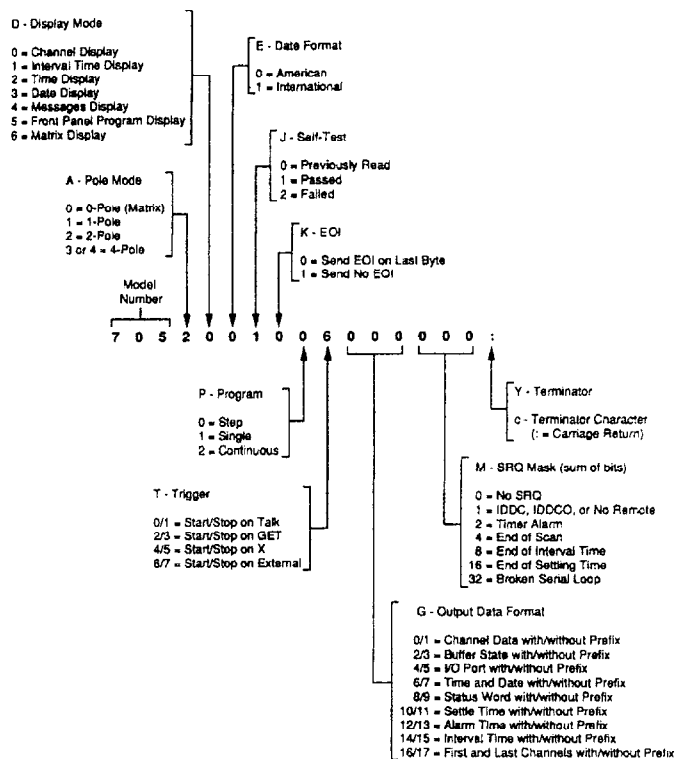 D - Display Mode
0 = Channel Display
1 = Interval Time Display
2 = Time Display
3 = Date Display
4 = Messages Display
5 = Front Panel Program Display
6 = Matrix Display
E - Date Format
0 = American
1 = International
J - Self-Test
0 = Previously Read
1 = Passed
2 = Failed
A - Pole Mode
0 = 0-Pole (Matrix)
1 = 1-Pole
2 = 2-Pole
3 or 4 = 4-Pole
K - EOI
0 = Send EOI on Last Byte
1 = Send No EOI
Model
Number
7 0 5 2 0 0 1 0 0 6 0 0 0 0 0 0 :
P - Program
0 = Step
1 = Single
2 = Continuous
Y - Terminator
c - Terminator Character
(: = Carriage Return)
T - Trigger
0/1 = Start/Stop on Talk
2/3 = Start/Stop on GET
4/5 = Start/Stop on X
6/7 = Start/Stop on External
M - SRQ Mask (sum of bits)
0 = No SRQ
1 = IDDC, IDDCO, or No Remote
2 = Timer Alarm
4 = End of Scan
8 = End of Interval Time
16 = End of Settling Time
32 = Broken Serial Loop
G - Output Data Format
0/1 = Channel Data with/without Prefix
2/3 = Buffer State with/without Prefix
4/5 = I/O Port with/without Prefix
6/7 = Time and Date with/without Prefix
8/9 = Status Word with/without Prefix
10/11 = Settle Time with/without Prefix
12/13 = Alarm Time with/without Prefix
14/15 = Interval Time with/without Prefix
16/17 = First and Last Channels with/without Prefix